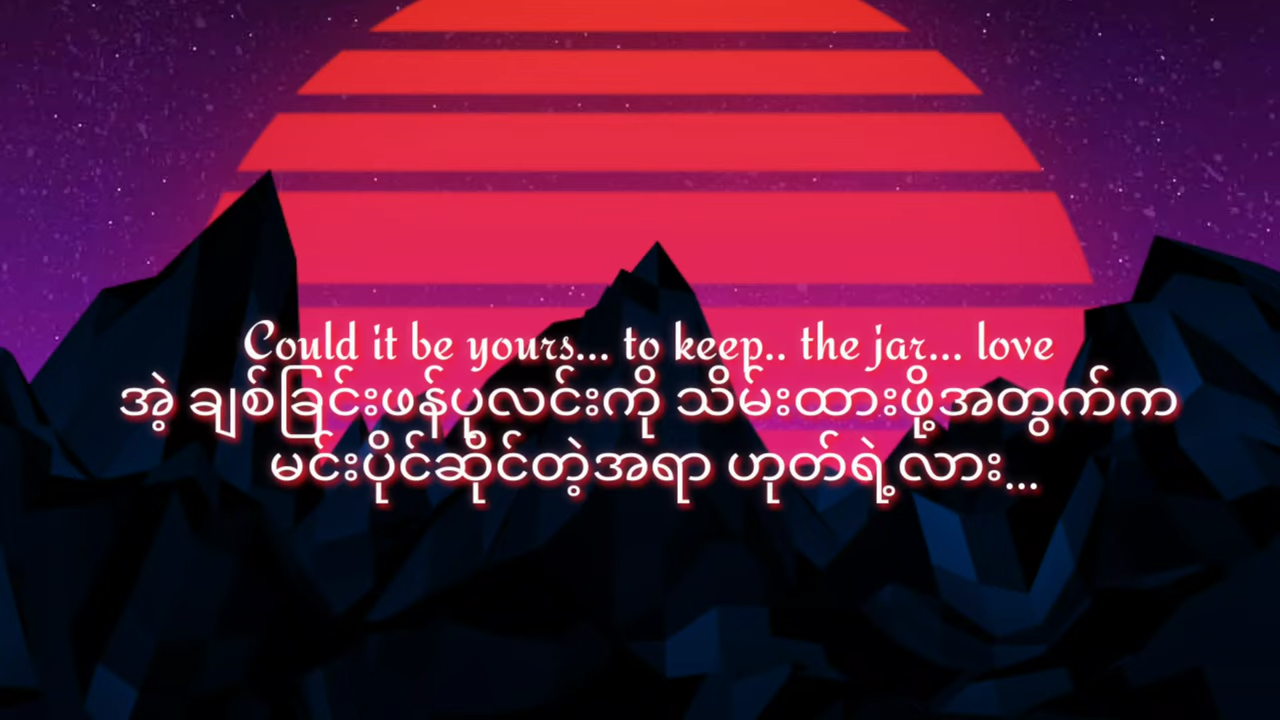 Could it be yours... to keep.. the jar... love
အဲ့ ချစ်ခြင်းဖန်ပုလင်းကို သိမ်းထားဖို့အတွက်က
မင်းပိုင်ဆိုင်တဲ့အရာ ဟုတ်ရဲ့လား...